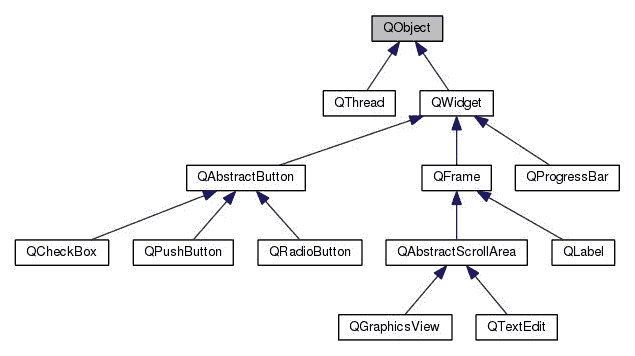 QObject
QThread
QWidget
QAbstractButton
QFrame
QProgressBar
QCheckBox
QPushButton
QRadioButton
QAbstractScrollArea
QLabel
QGraphicsView
QTextEdit